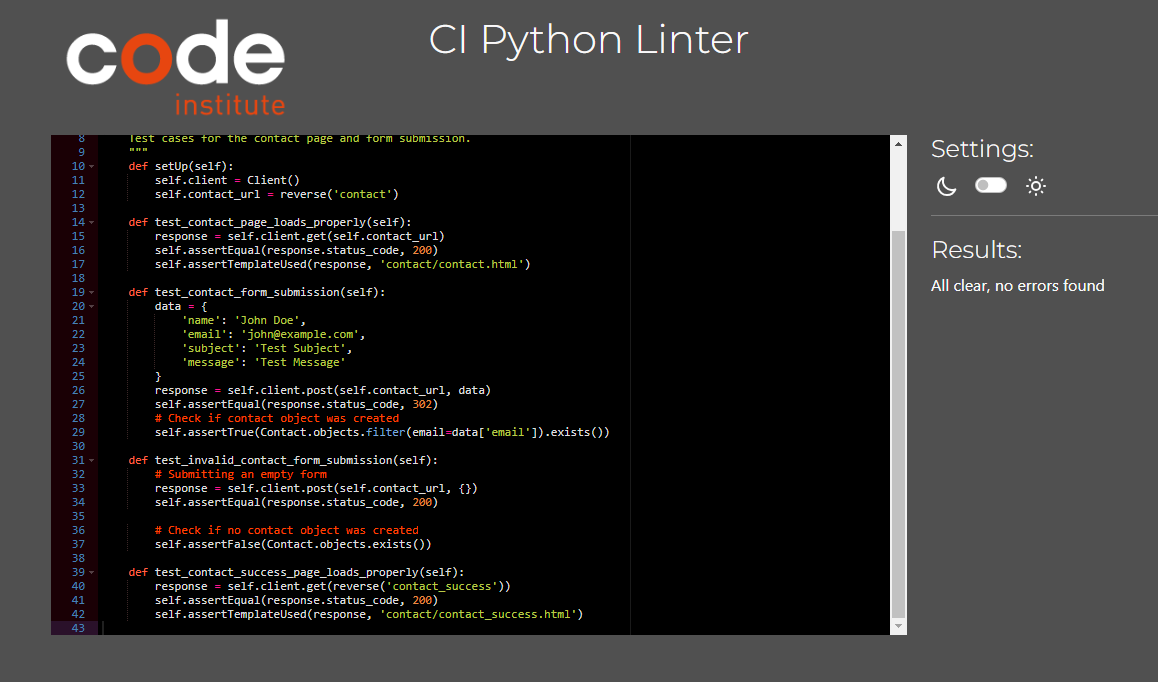 code
institute
CI Python Linter
8 Test cases for the contact page and form submission.
9 """
10 def setUp(self):
11 self.client = Client()
12 self.contact_url = reverse('contact')
13
14 def test_contact_page_loads_properly(self):
15 response = self.client.get(self.contact_url)
16 self.assertEqual(response.status_code, 200)
17 self.assertTemplateUsed(response, 'contact/contact.html')
18
19 def test_contact_form_submission(self):
20 data = {
21 'name': 'John Doe',
22 'email': 'john@example.com',
23 'subject': 'Test Subject',
24 'message': 'Test Message'
25 }
26 response = self.client.post(self.contact_url, data)
27 self.assertEqual(response.status_code, 302)
28 # Check if contact object was created
29 self.assertTrue(Contact.objects.filter(email=data['email']).exists())
30
31 def test_invalid_contact_form_submission(self):
32 # Submitting an empty form
33 response = self.client.post(self.contact_url, {})
34 self.assertEqual(response.status_code, 200)
35
36 # Check if no contact object was created
37 self.assertFalse(Contact.objects.exists())
38
39 def test_contact_success_page_loads_properly(self):
40 response = self.client.get(reverse('contact_success'))
41 self.assertEqual(response.status_code, 200)
42 self.assertTemplateUsed(response, 'contact/contact_success.html')
43
Settings:
Results:
All clear, no errors found